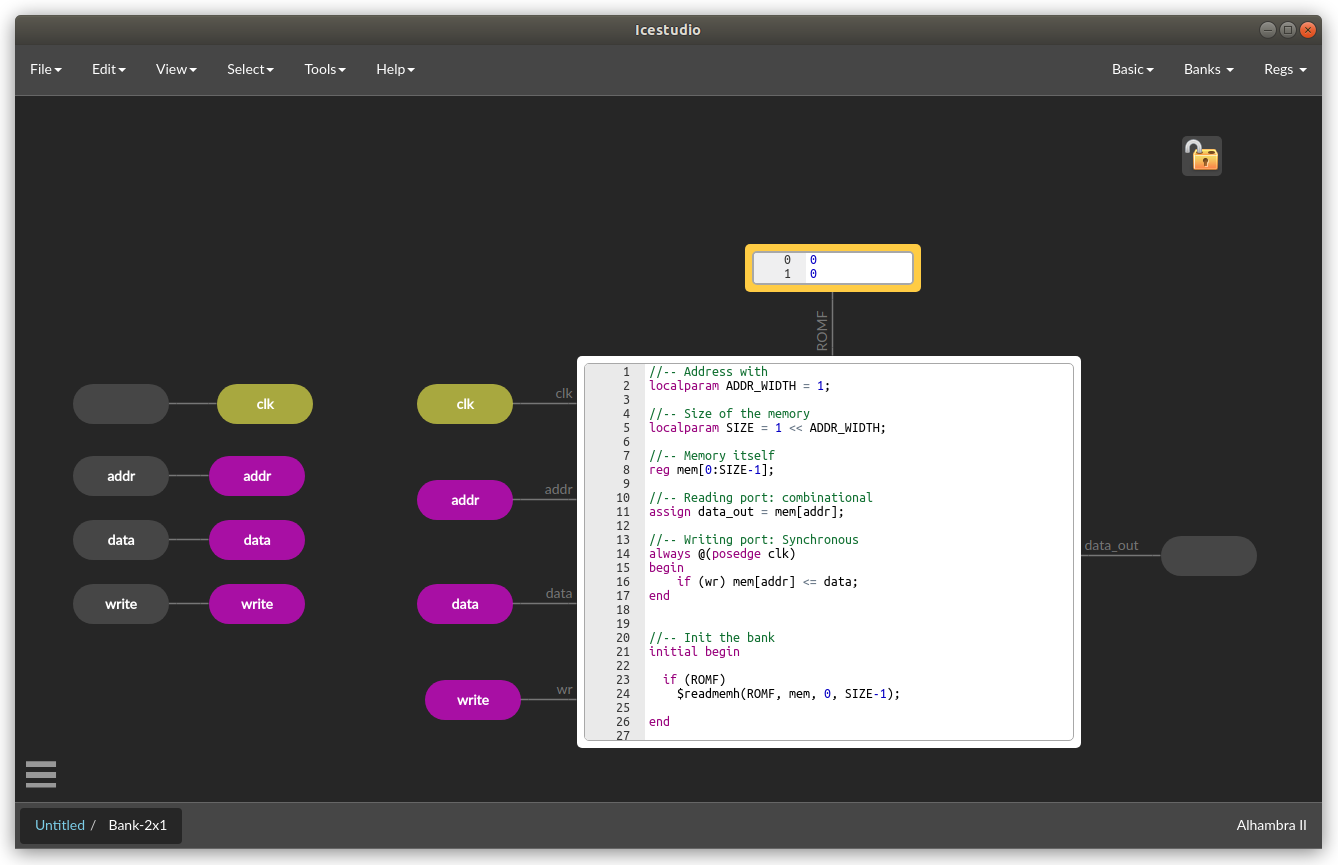 Icestudio
File Edit View Select Tools Help Basic Banks Regs
0 0
1 0
ROMF
clk clk clk
addr addr addr addr
data data data data
write write write wr
1 //-- Address with
2 localparam ADDR_WIDTH = 1;
3
4 //-- Size of the memory
5 localparam SIZE = 1 << ADDR_WIDTH;
6
7 //-- Memory itself
8 reg mem[0:SIZE-1];
9
10 //-- Reading port: combinational
11 assign data_out = mem[addr];
12
13 //-- Writing port: Synchronous
14 always @(posedge clk)
15 begin
16 if (wr) mem[addr] <= data;
17 end
18
19
20 //-- Init the bank
21 initial begin
22
23 if (ROMF)
24 $readmemh(ROMF, mem, 0, SIZE-1);
25
26 end
27
data_out
Untitled / Bank-2x1
Alhambra II